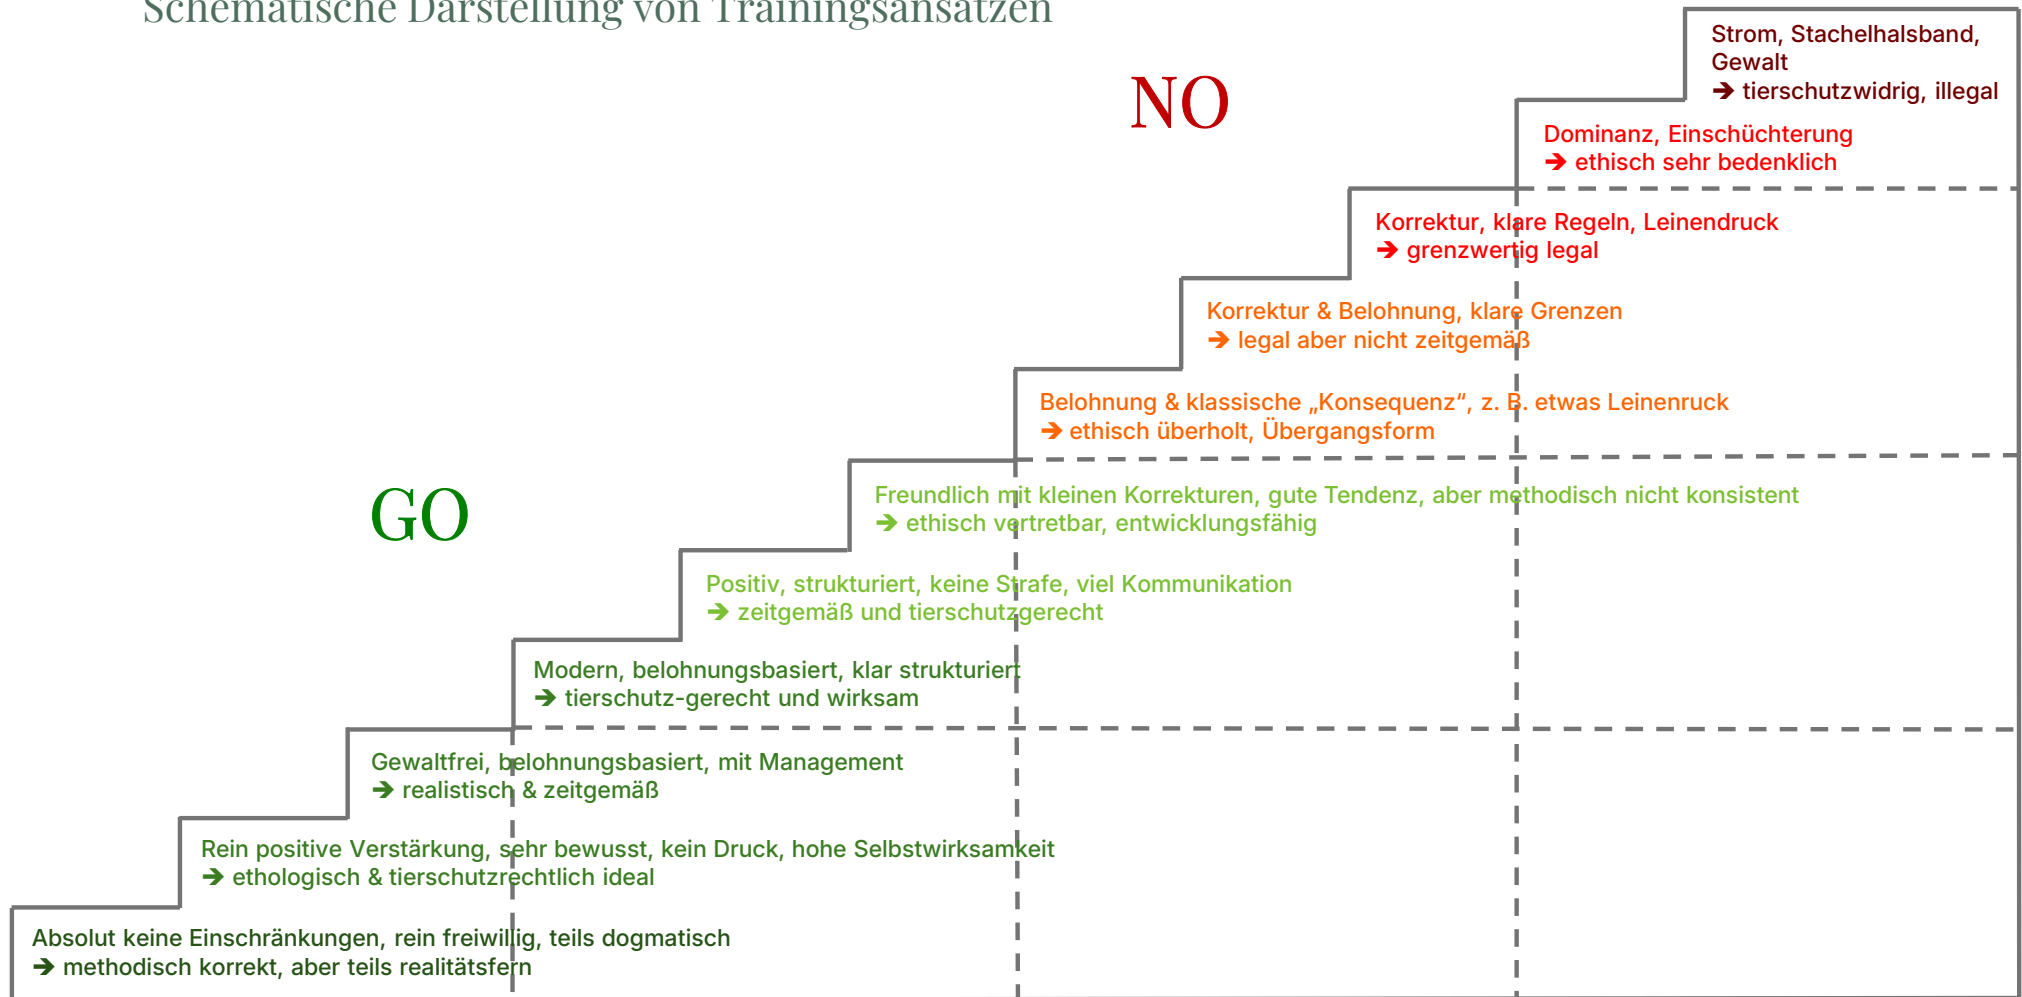 Schematische Darstellung von Trainingsansätzen
Strom, Stachelhalsband,
Gewalt
➔ tierschutzwidrig, illegal
NO
Dominanz, Einschüchterung
➔ ethisch sehr bedenklich
Korrektur, klare Regeln, Leinendruck
➔ grenzwertig legal
Korrektur & Belohnung, klare Grenzen
➔ legal aber nicht zeitgemäß
Belohnung & klassische „Konsequenz“, z. B. etwas Leinenruck
➔ ethisch überholt, Übergangsform
GO
Freundlich mit kleinen Korrekturen, gute Tendenz, aber methodisch nicht konsistent
➔ ethisch vertretbar, entwicklungsfähig
Positiv, strukturiert, keine Strafe, viel Kommunikation
➔ zeitgemäß und tierschutzgerecht
Modern, belohnungsbasiert, klar strukturiert
➔ tierschutz-gerecht und wirksam
Gewaltfrei, belohnungsbasiert, mit Management
➔ realistisch & zeitgemäß
Rein positive Verstärkung, sehr bewusst, kein Druck, hohe Selbstwirksamkeit
➔ ethologisch & tierschutzrechtlich ideal
Absolut keine Einschränkungen, rein freiwillig, teils dogmatisch
➔ methodisch korrekt, aber teils realitätsfern